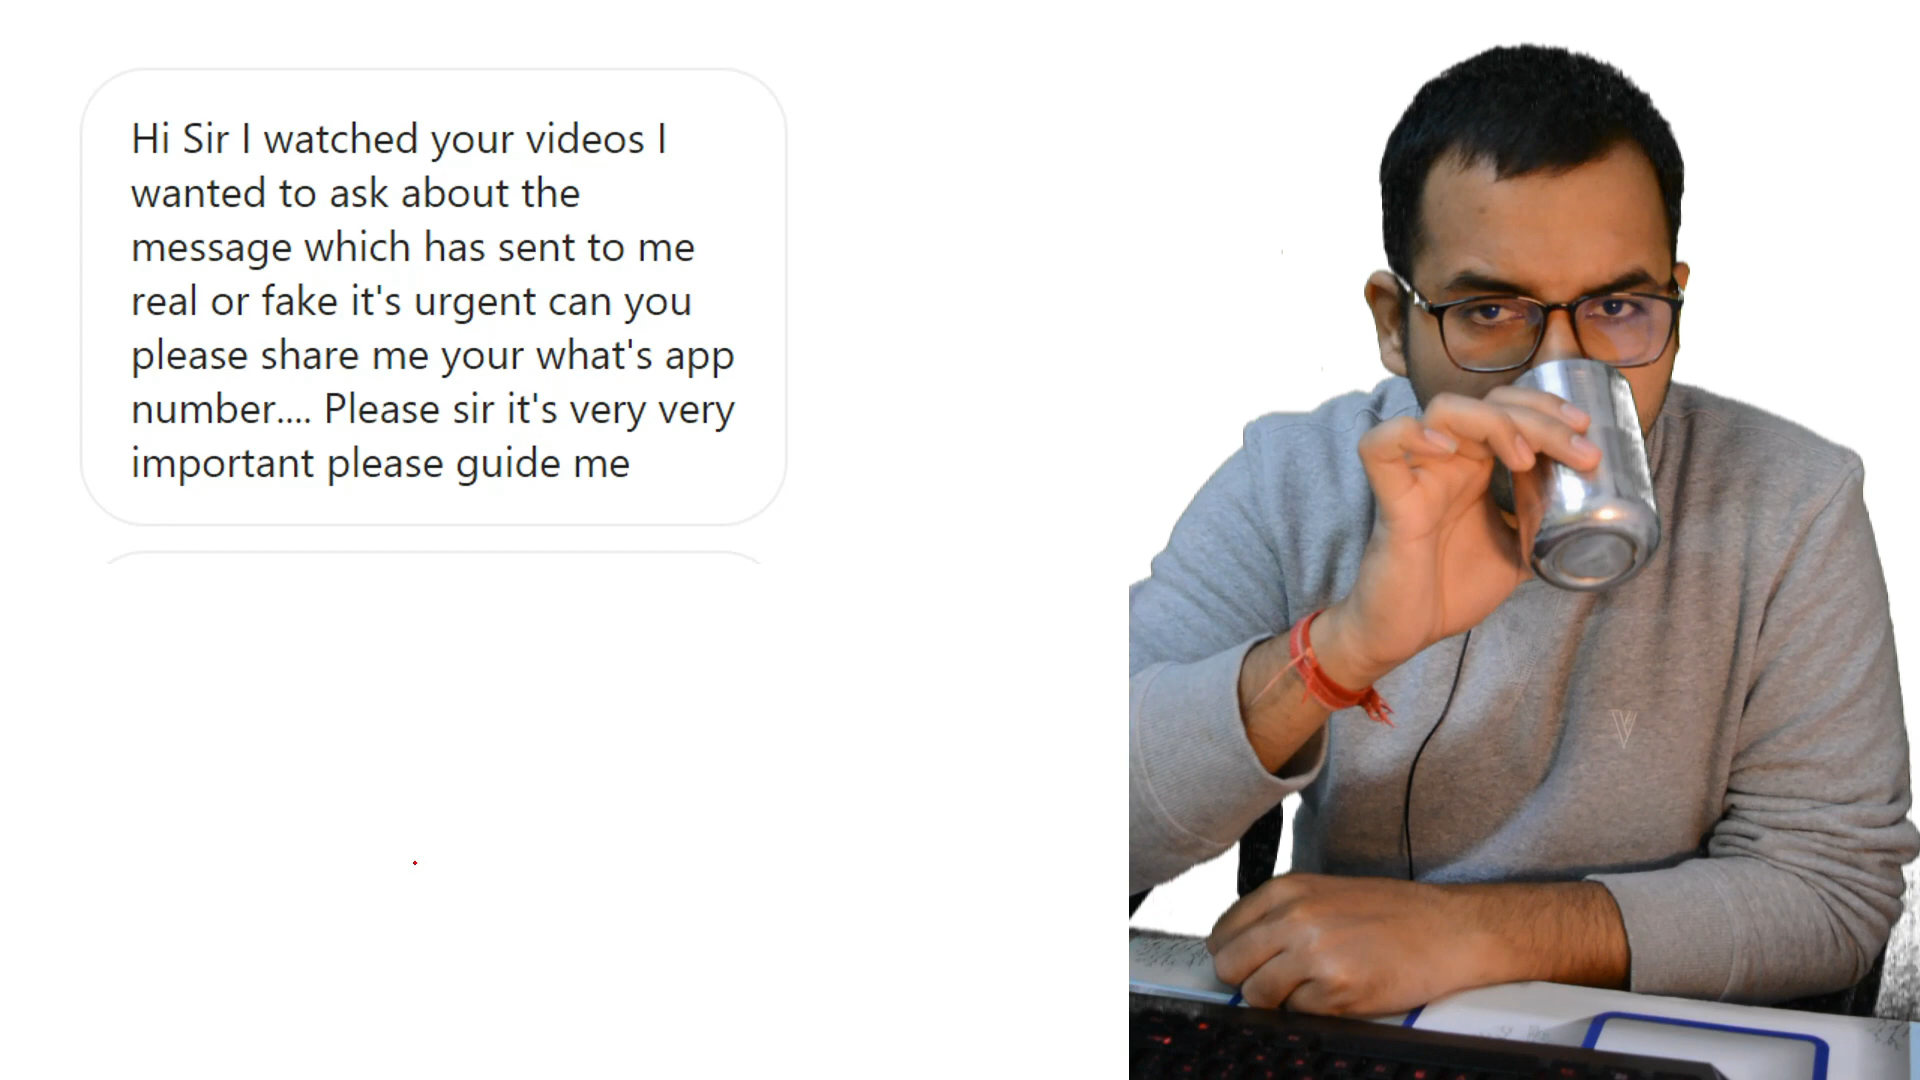 Hi Sir I watched your videos I
wanted to ask about the
message which has sent to me
real or fake it's urgent can you
please share me your what's app
number.... Please sir it's very very
important please guide me